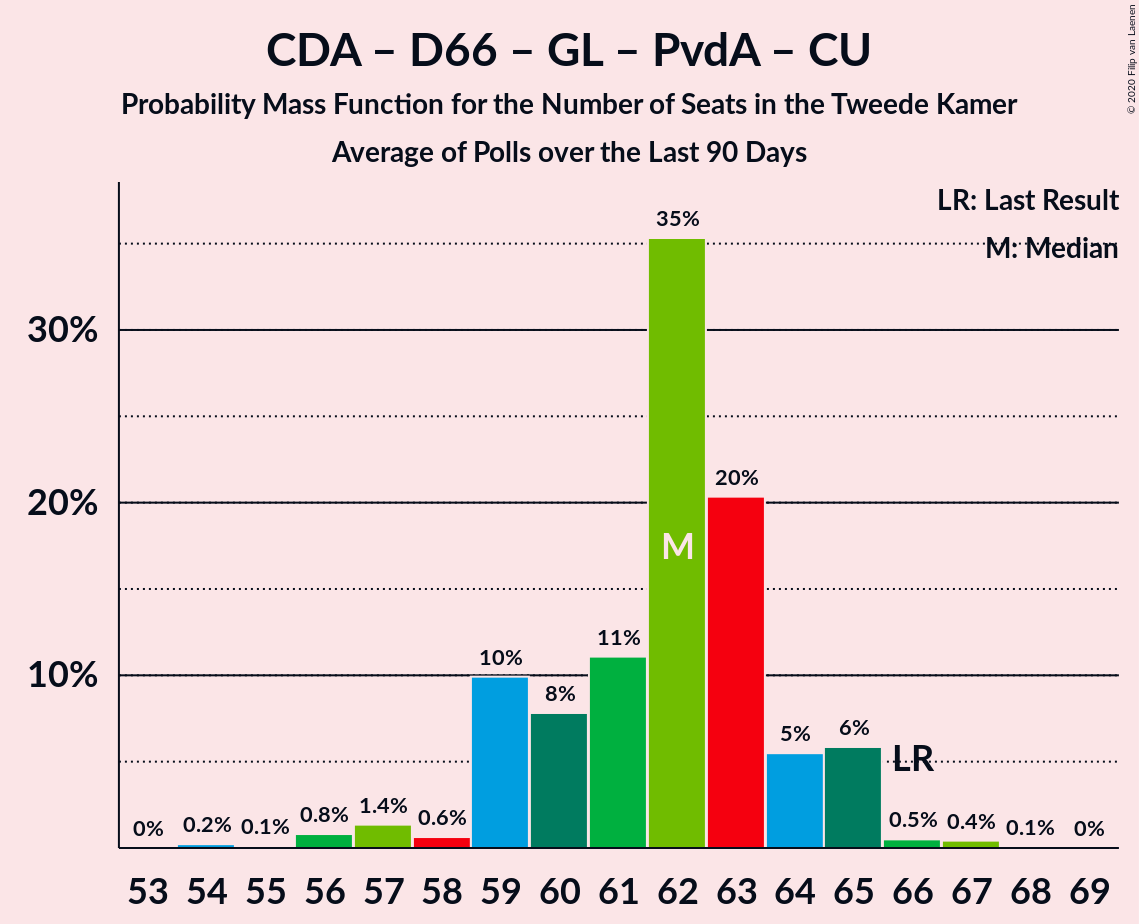 CDA – D66 – GL – PvdA – CU
Probability Mass Function for the Number of Seats in the Tweede Kamer
Average of Polls over the Last 90 Days
© 2020 Filip van Laenen
LR: Last Result
M: Median
30%
20%
10%
0% 0.2% 0.1% 0.8% 1.4% 0.6% 10% 8% 11% 35% 20% 5% 6% 0.5% 0.4% 0.1% 0%
M
LR
53 54 55 56 57 58 59 60 61 62 63 64 65 66 67 68 69